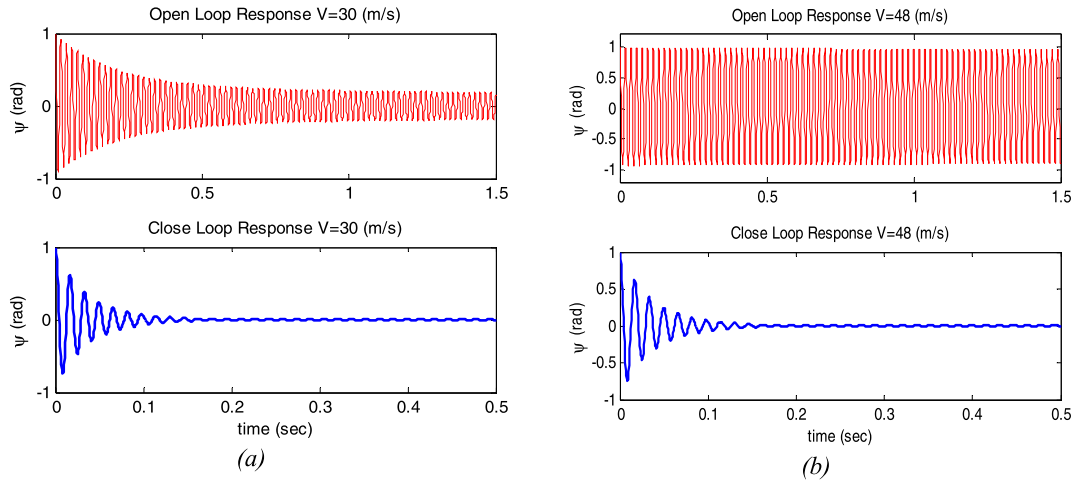 Open Loop Response V=30 (m/s)
1
0
-1
ψ (rad)
0 0.5 1 1.5
Close Loop Response V=30 (m/s)
1
0
-1
ψ (rad)
0 0.1 0.2 0.3 0.4 0.5
time (sec)
(a)
Open Loop Response V=48 (m/s)
1
0.5
0
-0.5
-1
ψ (rad)
0 0.5 1 1.5
Close Loop Response V=48 (m/s)
1
0.5
0
-0.5
-1
ψ (rad)
0 0.1 0.2 0.3 0.4 0.5
time (sec)
(b)